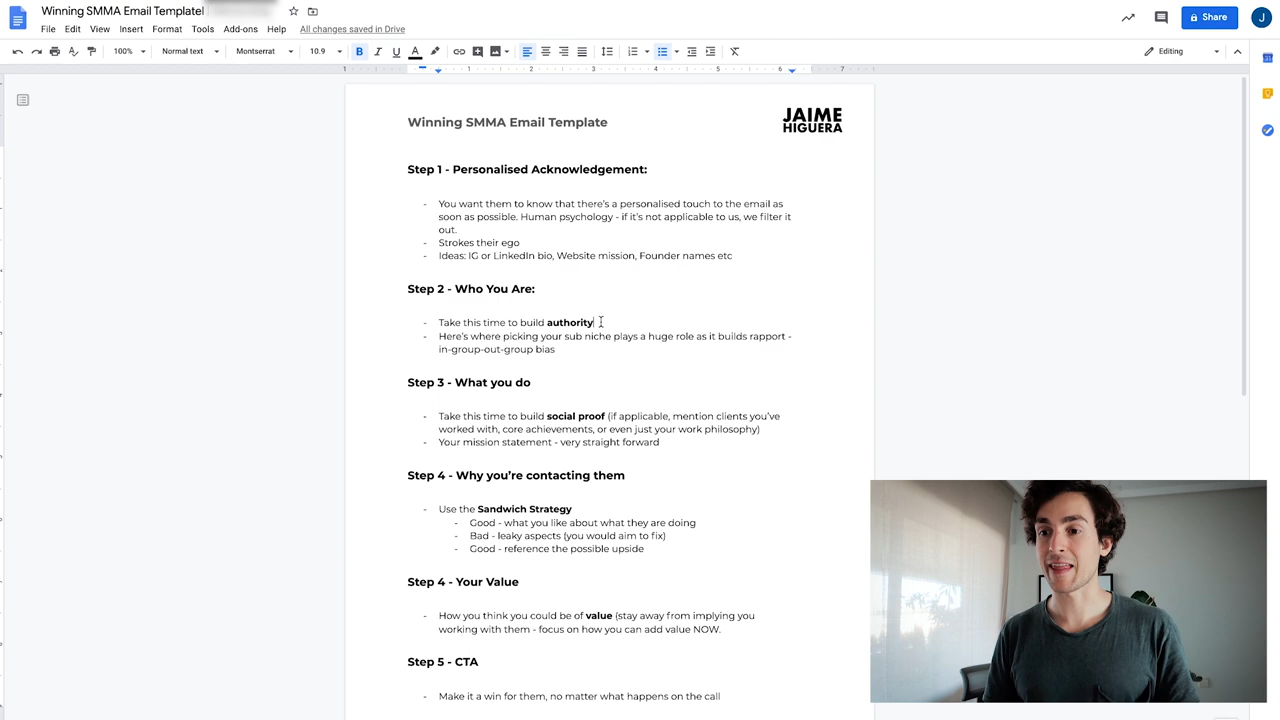 Winning SMMA Email Template!
File Edit View Insert Format Tools Add-ons Help All changes saved in Drive
Share
J
100% Normal text Montserrat 10.9 B I U A Editing
1 1 2 3 4 5 6 7
Winning SMMA Email Template
JAIME
HIGUERA
Step 1 - Personalised Acknowledgement:
- You want them to know that there's a personalised touch to the email as
soon as possible. Human psychology - if it's not applicable to us, we filter it
out.
- Strokes their ego
- Ideas: IG or LinkedIn bio, Website mission, Founder names etc
Step 2 - Who You Are:
- Take this time to build authority
- Here's where picking your sub niche plays a huge role as it builds rapport -
in-group-out-group bias
Step 3 - What you do
- Take this time to build social proof (if applicable, mention clients you've
worked with, core achievements, or even just your work philosophy)
- Your mission statement - very straight forward
Step 4 - Why you're contacting them
- Use the Sandwich Strategy
- Good - what you like about what they are doing
- Bad - leaky aspects (you would aim to fix)
- Good - reference the possible upside
Step 4 - Your Value
- How you think you could be of value (stay away from implying you
working with them - focus on how you can add value NOW.
Step 5 - CTA
- Make it a win for them, no matter what happens on the call